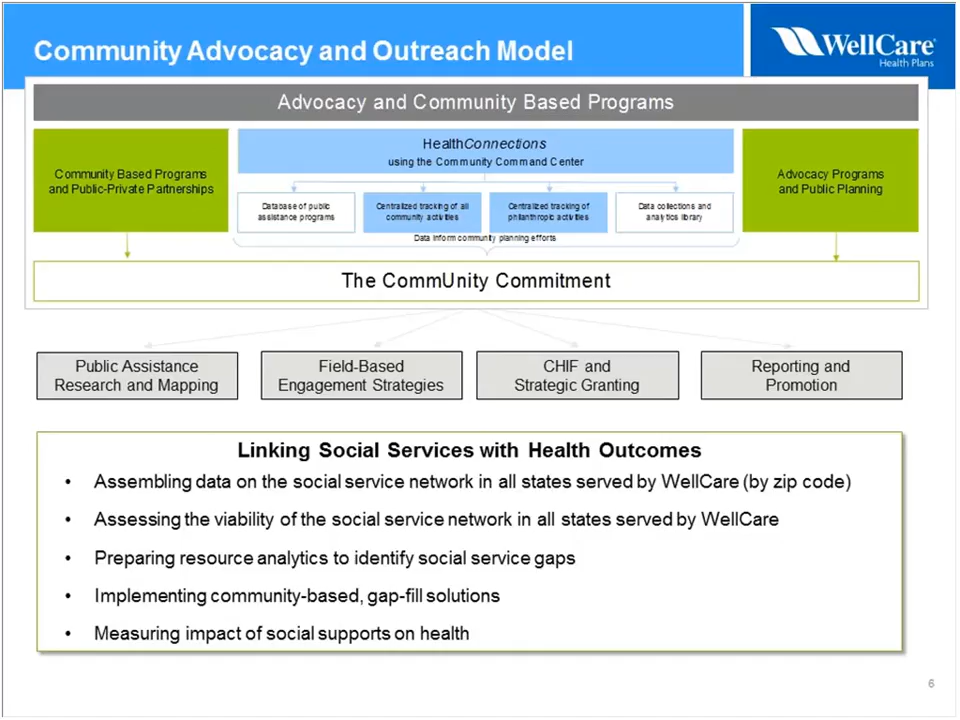 Community Advocacy and Outreach Model
WellCare®
Health Plans
Advocacy and Community Based Programs
Community Based Programs
and Public-Private Partnerships
HealthConnections
using the Community Command Center
Advocacy Programs
and Public Planning
Database of public
assistance programs
Centralized tracking of all
community activities
Centralized tracking of
philanthropic activities
Data collections and
analytics library
Data inform community planning efforts
The CommUnity Commitment
Public Assistance
Research and Mapping
Field-Based
Engagement Strategies
CHIF and
Strategic Granting
Reporting and
Promotion
Linking Social Services with Health Outcomes
• Assembling data on the social service network in all states served by WellCare (by zip code)
• Assessing the viability of the social service network in all states served by WellCare
• Preparing resource analytics to identify social service gaps
• Implementing community-based, gap-fill solutions
• Measuring impact of social supports on health
6